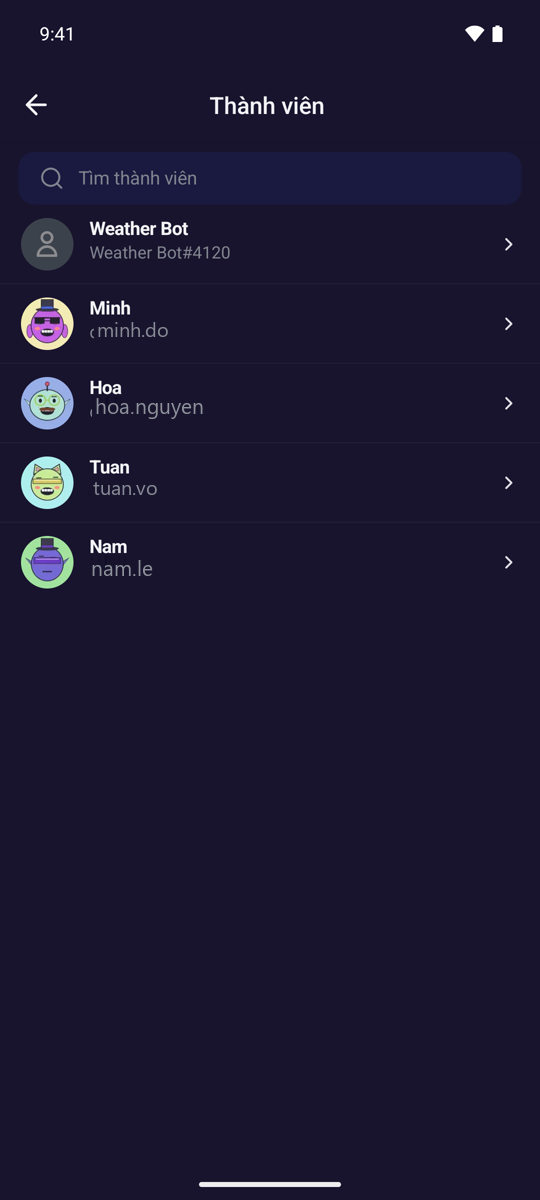 9:41
Thành viên
Tìm thành viên
Weather Bot
Weather Bot#4120
Minh
minh.do
Hoa
hoa.nguyen
Tuan
tuan.vo
Nam
nam.le